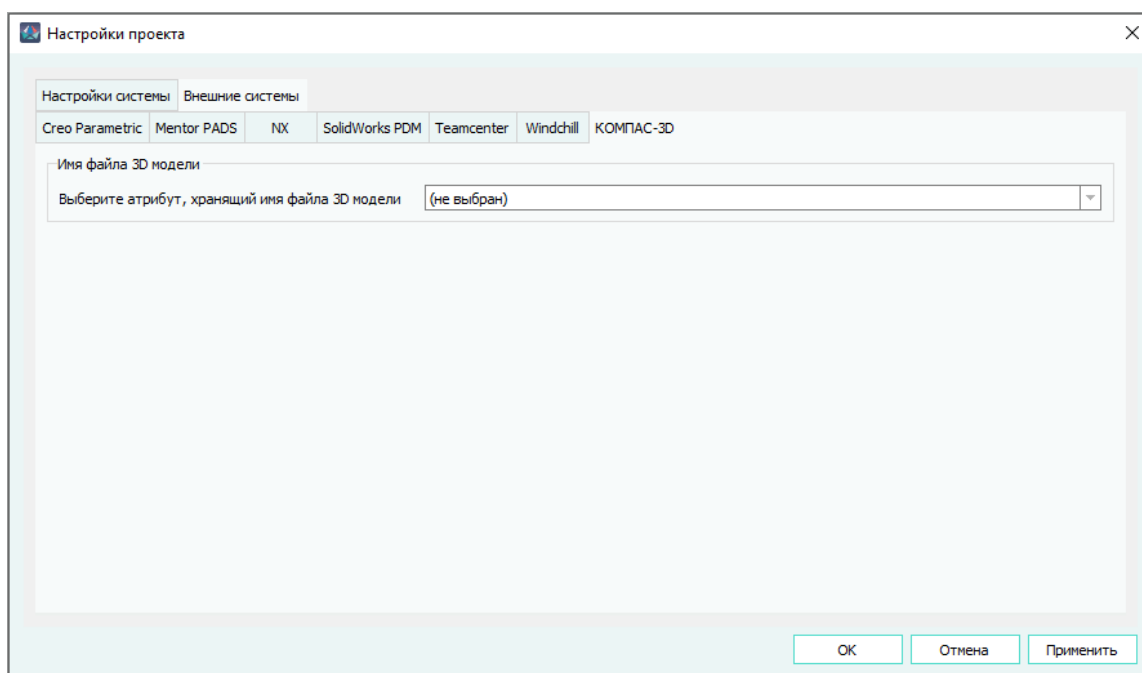 Настройки проекта
Настройки системы Внешние системы
Creo Parametric Mentor PADS NX SolidWorks PDM Teamcenter Windchill КОМПАС-3D
Имя файла 3D модели
Выберите атрибут, хранящий имя файла 3D модели (не выбран)
OK Отмена Применить